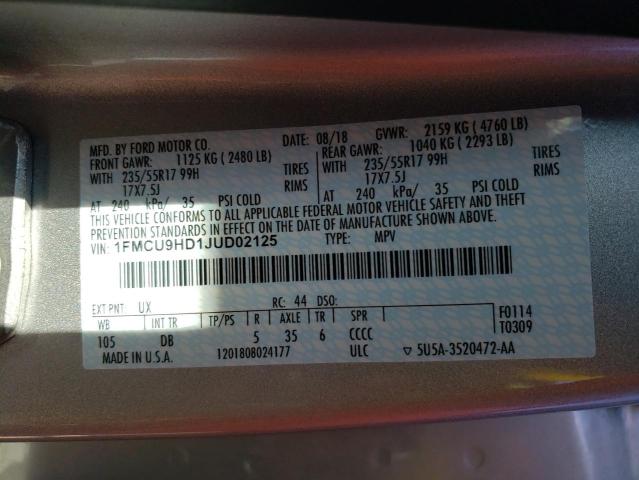 MFD. BY FORD MOTOR CO. DATE: 08/18 GVWR: 2159 KG (4760 LB)
FRONT GAWR: 1125 KG (2480 LB) REAR GAWR: 1040 KG (2293 LB)
WITH 235/55R17 99H TIRES WITH 235/55R17 99H TIRES
17X7.5J RIMS 17X7.5J RIMS
AT 240 kPa/ 35 PSI COLD AT 240 kPa/ 35 PSI COLD
THIS VEHICLE CONFORMS TO ALL APPLICABLE FEDERAL MOTOR VEHICLE SAFETY AND THEFT
PREVENTION STANDARDS IN EFFECT ON THE DATE OF MANUFACTURE SHOWN ABOVE.
VIN: 1FMCU9HD1JUD02125 TYPE: MPV
EXT PNT: UX RC: 44 DSO: F0114
WB INT TR TP/PS R AXLE TR SPR T0309
105 DB 5 35 6 CCCC
MADE IN U.S.A. 1201808024177 ULC ▽ 5U5A-3520472-AA